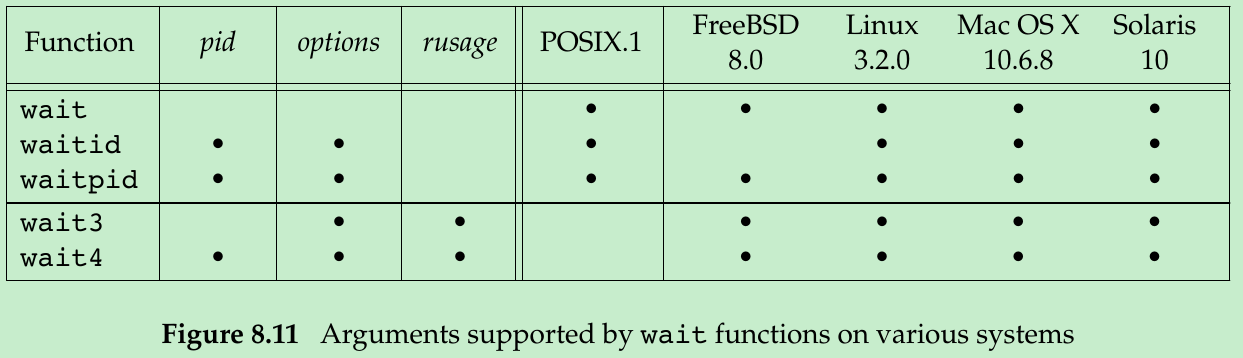 Function pid options rusage POSIX.1 FreeBSD 8.0 Linux 3.2.0 Mac OS X 10.6.8 Solaris 10
wait • • • • •
waitid • • • • • •
waitpid • • • • • • •
wait3 • • • • • •
wait4 • • • • • • •
Figure 8.11 Arguments supported by wait functions on various systems